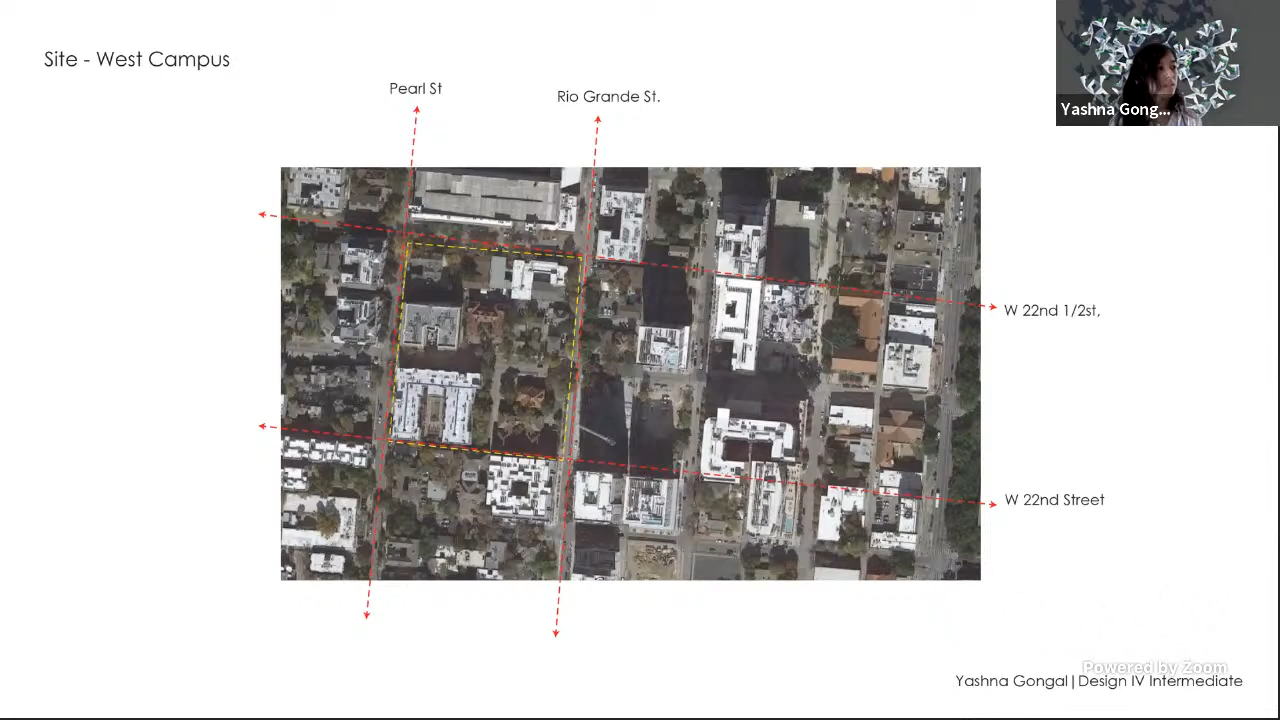 Site - West Campus
Pearl St
Rio Grande St.
Yashna Gong...
W 22nd 1/2st,
W 22nd Street
Powered by Zoom
Yashna Gongal|Design IV Intermediate